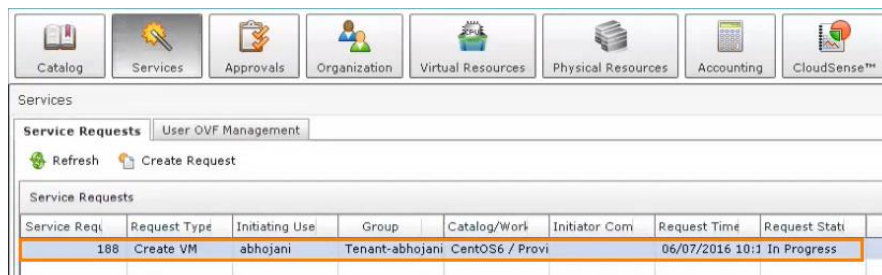 Catalog Services Approvals Organization Virtual Resources Physical Resources Accounting CloudSense™
Services
Service Requests User OVF Management
Refresh Create Request
Service Requests
Service Requ Request Type Initiating Use Group Catalog/Work Initiator Com Request Time Request Statu
188 Create VM abhojani Tenant-abhojani CentOS6 / Provi 06/07/2016 10:1 In Progress